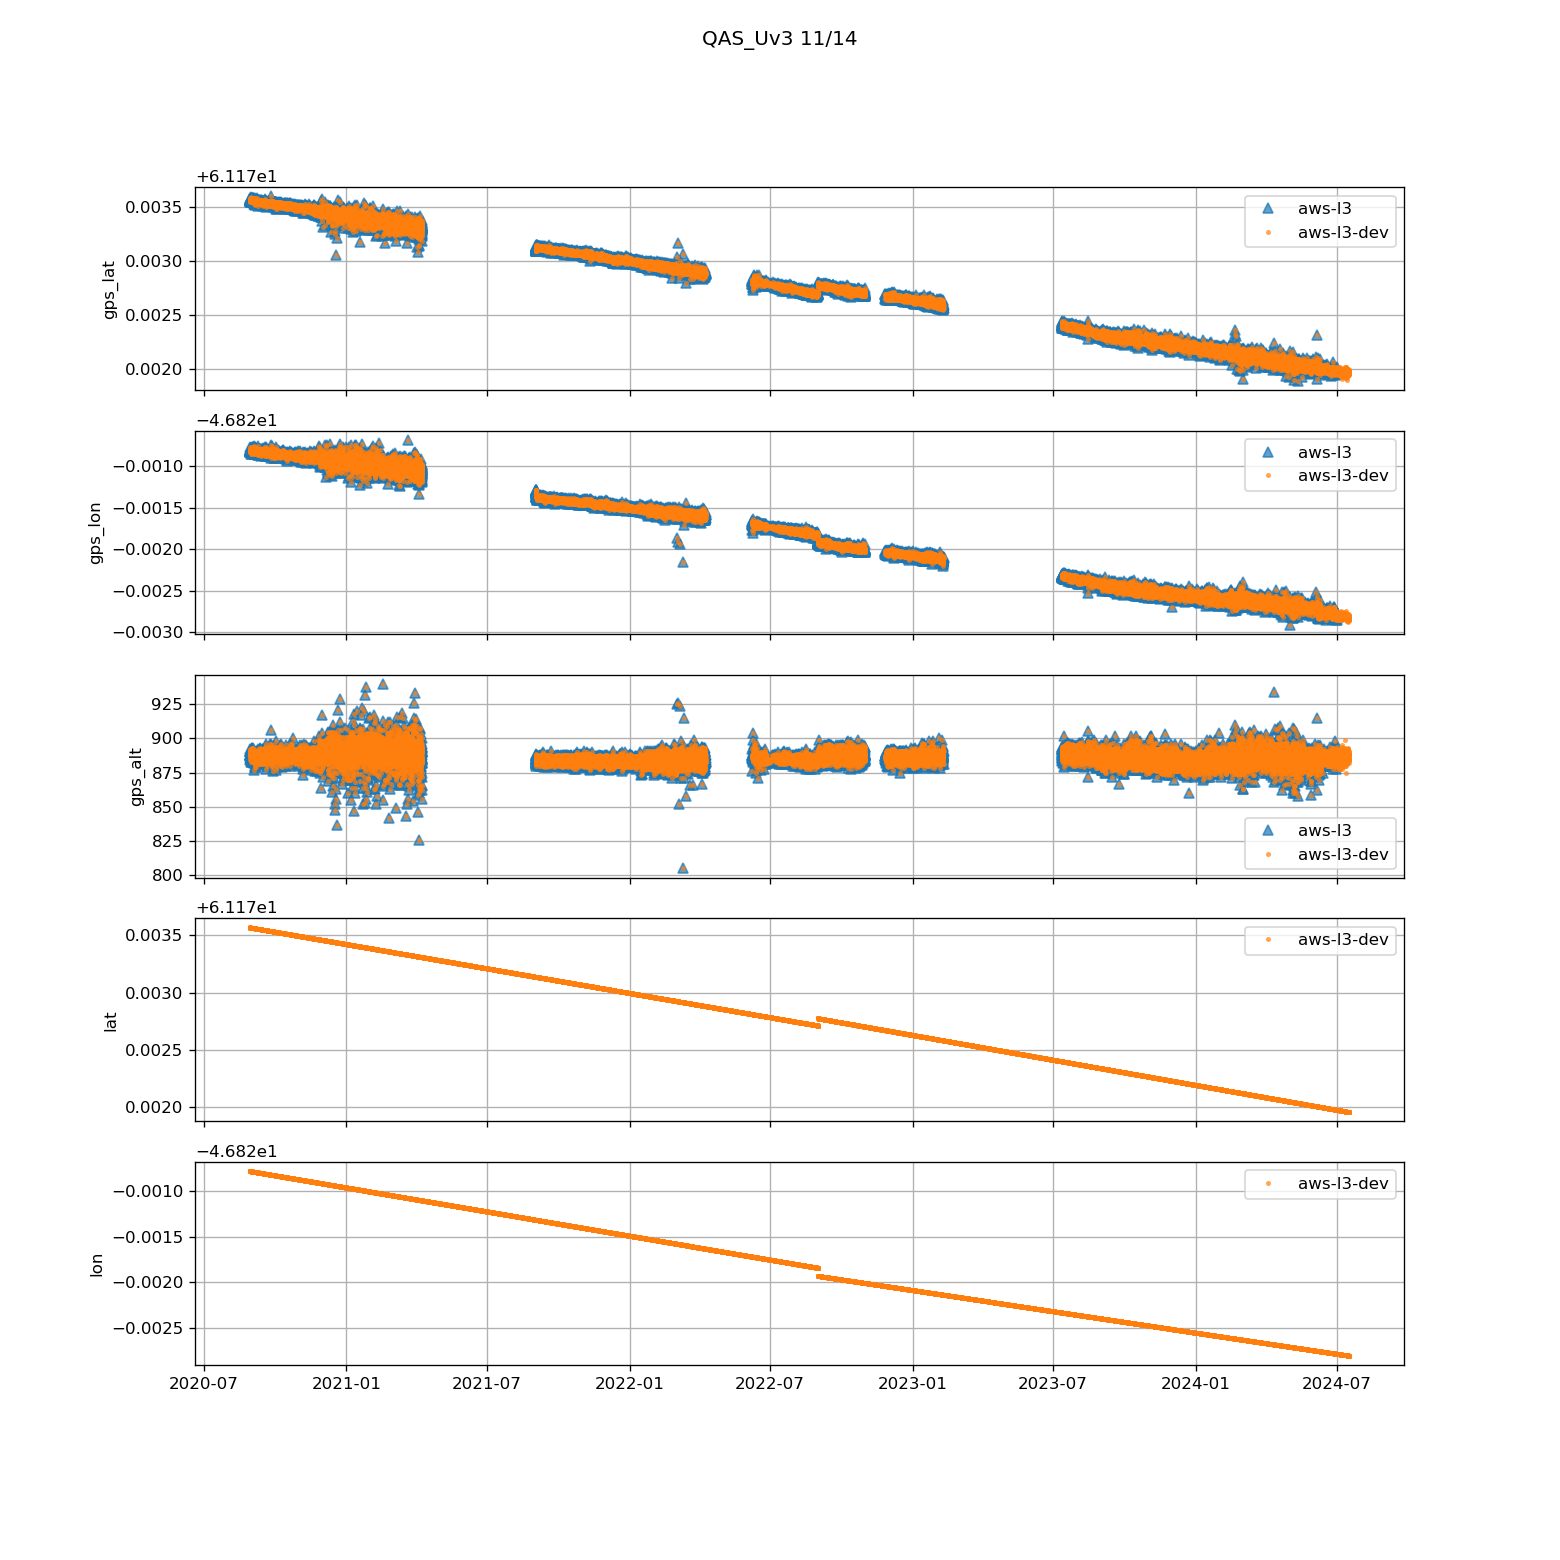 QAS_Uv3 11/14
+6.117e1
0.0035
0.0030
0.0025
0.0020
gps_lat
aws-l3
aws-l3-dev
−4.682e1
−0.0010
−0.0015
−0.0020
−0.0025
−0.0030
gps_lon
aws-l3
aws-l3-dev
925
900
875
850
825
800
gps_alt
aws-l3
aws-l3-dev
+6.117e1
0.0035
0.0030
0.0025
0.0020
lat
aws-l3-dev
−4.682e1
−0.0010
−0.0015
−0.0020
−0.0025
lon
aws-l3-dev
2020-07 2021-01 2021-07 2022-01 2022-07 2023-01 2023-07 2024-01 2024-07